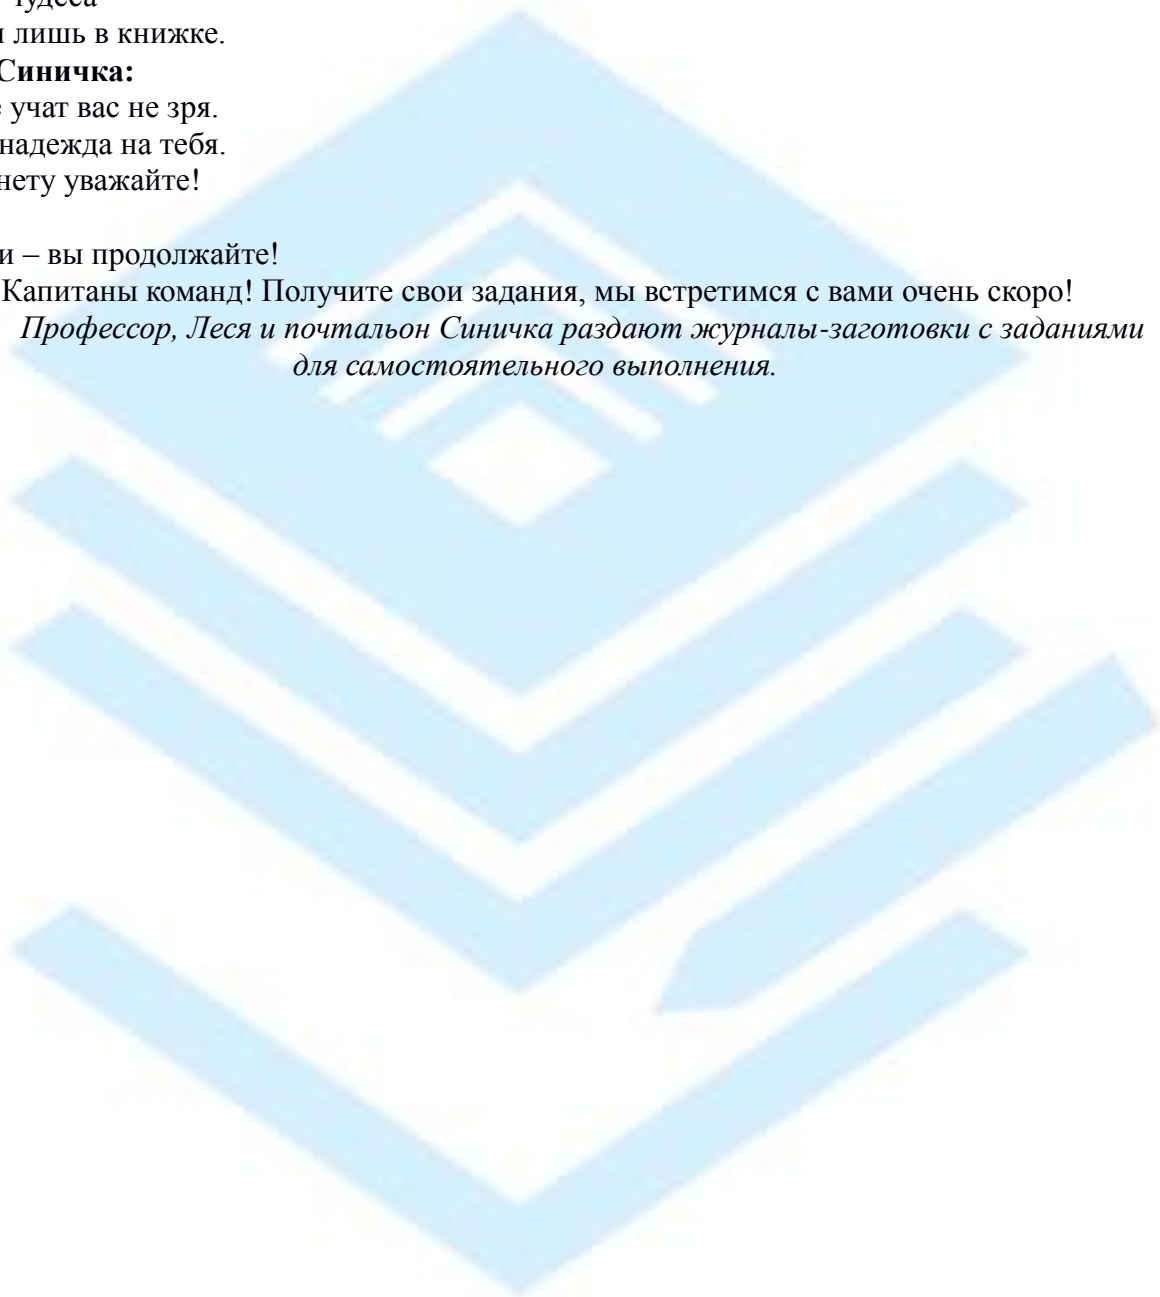 чудеса
лишь в книжке.
Синичка:
учат вас не зря.
надежда на тебя.
уважайте!
– вы продолжайте!
Капитаны команд! Получите свои задания, мы встретимся с вами очень скоро!
Профессор, Леся и почтальон Синичка раздают журналы-заготовки с заданиями
для самостоятельного выполнения.